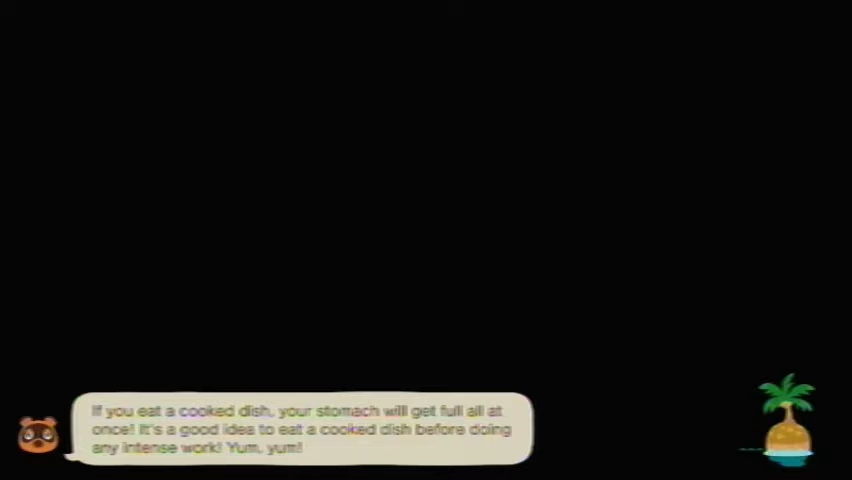 If you eat a cooked dish, your stomach will get full all at
once! It's a good idea to eat a cooked dish before doing
any intense work! Yum, yum!